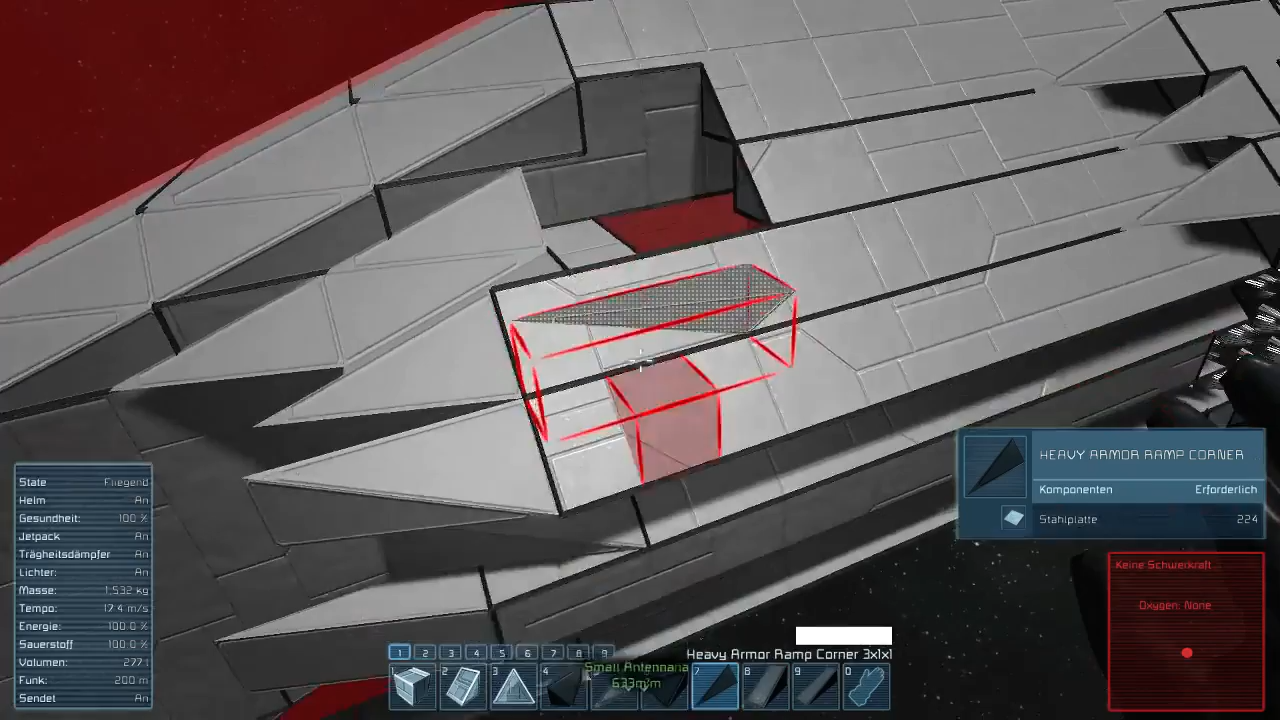 State Fliegend
Helm An
Gesundheit: 100 %
Jetpack An
Trägheitsdämpfer An
Lichter: An
Masse: 1.532 kg
Tempo: 17.4 m/s
Energie: 100.0 %
Sauerstoff 100.0 %
Volumen: 277 l
Funk: 200 m
Sendet An
HEAVY ARMOR RAMP CORNER
Komponenten Erforderlich
Stahlplatte 224
Keine Schwerkraft
Oxygen: None
1 2 3 4 5 6 7 8 9
Heavy Armor Ramp Corner 3x1x1
Small Antennana
2 3 4 7 8 9 0